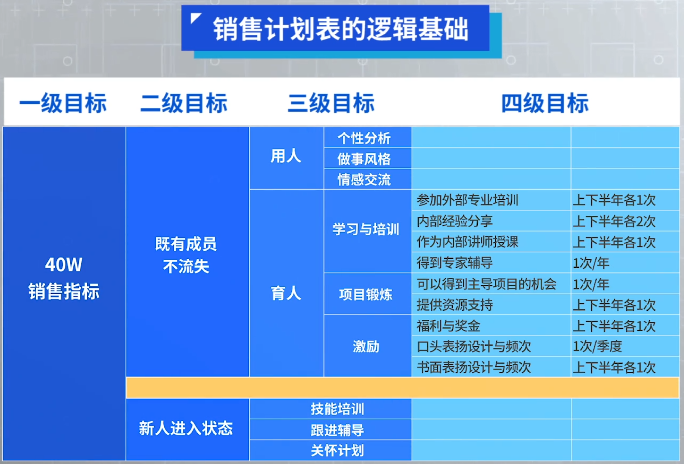 销售计划表的逻辑基础
一级目标 二级目标 三级目标 四级目标
40W
销售指标
既有成员
不流失
用人
个性分析
做事风格
情感交流
育人
学习与培训
参加外部专业培训 上下半年各1次
内部经验分享 上下半年各2次
作为内部讲师授课 上下半年各1次
得到专家辅导 1次/年
项目锻炼
可以得到主导项目的机会 1次/年
提供资源支持 上下半年各1次
激励
福利与奖金 上下半年各1次
口头表扬设计与频次 1次/季度
书面表扬设计与频次 上下半年各1次
新人进入状态
技能培训
跟进辅导
关怀计划